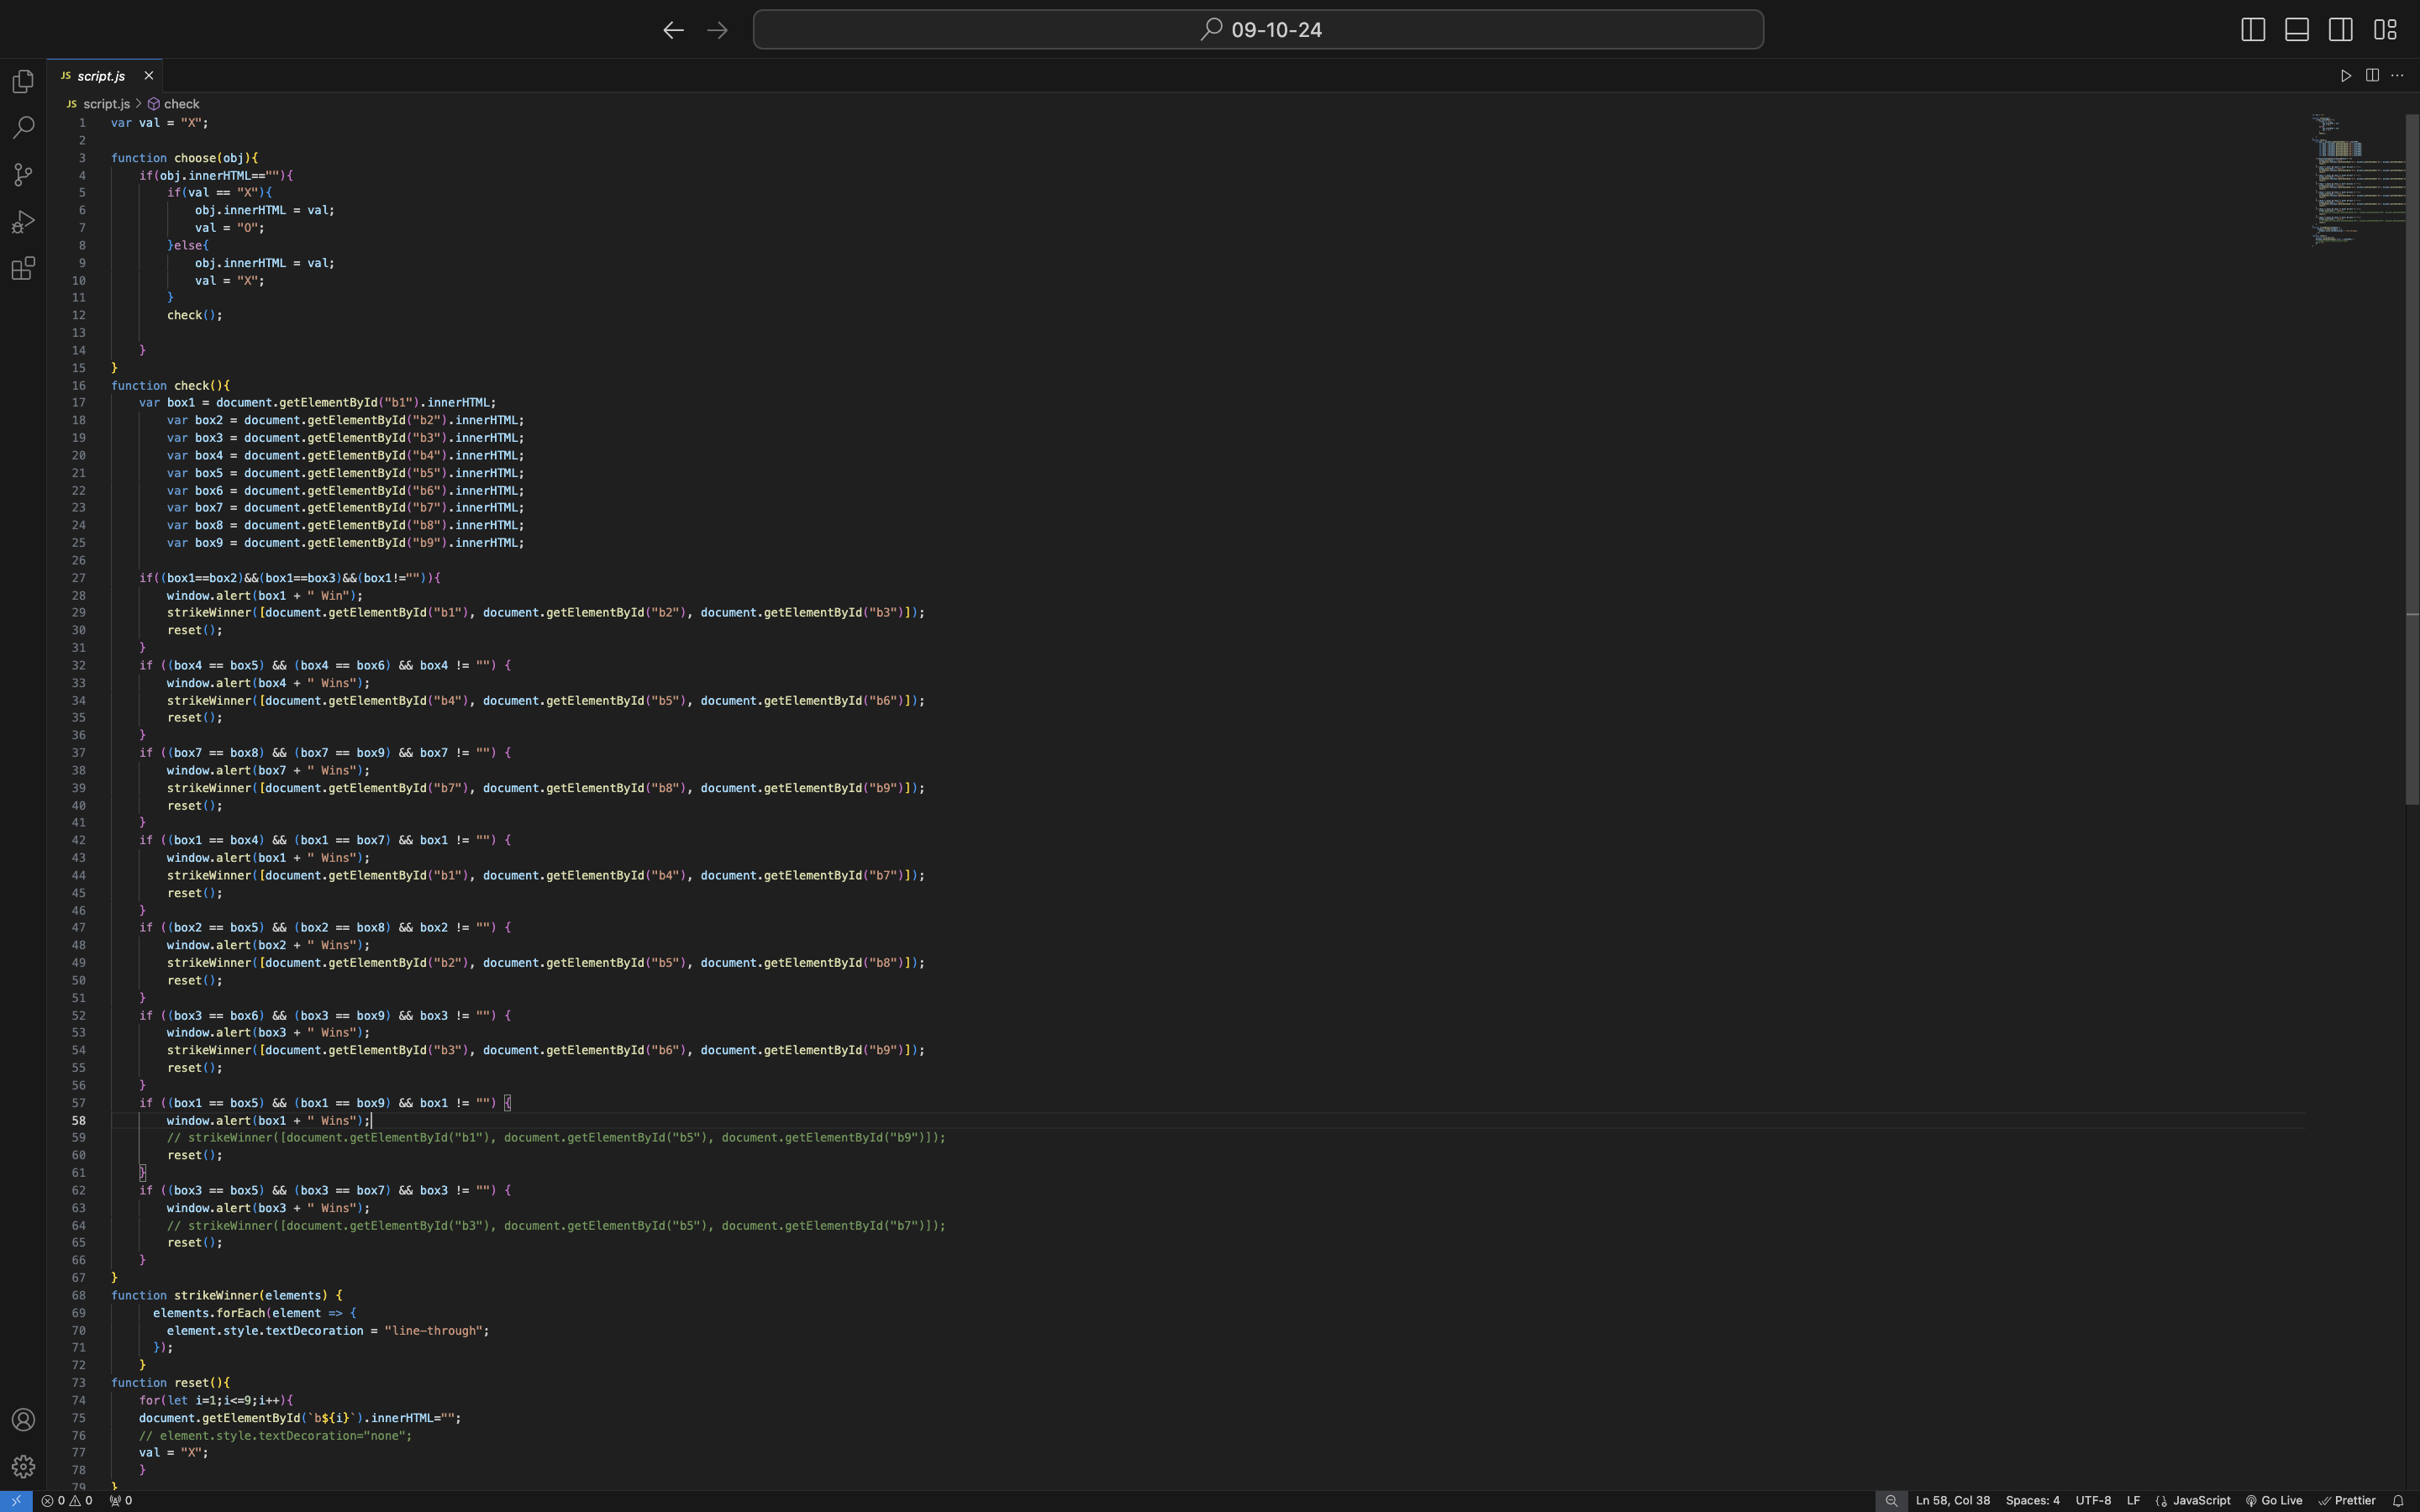 09-10-24
JS script.js
JS script.js > check
1 var val = "X";
2
3 function choose(obj){
4     if(obj.innerHTML==""){
5         if(val == "X"){
6             obj.innerHTML = val;
7             val = "O";
8         }else{
9             obj.innerHTML = val;
10             val = "X";
11         }
12         check();
13
14     }
15 }
16 function check(){
17     var box1 = document.getElementById("b1").innerHTML;
18         var box2 = document.getElementById("b2").innerHTML;
19         var box3 = document.getElementById("b3").innerHTML;
20         var box4 = document.getElementById("b4").innerHTML;
21         var box5 = document.getElementById("b5").innerHTML;
22         var box6 = document.getElementById("b6").innerHTML;
23         var box7 = document.getElementById("b7").innerHTML;
24         var box8 = document.getElementById("b8").innerHTML;
25         var box9 = document.getElementById("b9").innerHTML;
26
27     if((box1==box2)&&(box1==box3)&&(box1!="")){
28         window.alert(box1 + " Win");
29         strikeWinner([document.getElementById("b1"), document.getElementById("b2"), document.getElementById("b3")]);
30         reset();
31     }
32     if ((box4 == box5) && (box4 == box6) && box4 != "") {
33         window.alert(box4 + " Wins");
34         strikeWinner([document.getElementById("b4"), document.getElementById("b5"), document.getElementById("b6")]);
35         reset();
36     }
37     if ((box7 == box8) && (box7 == box9) && box7 != "") {
38         window.alert(box7 + " Wins");
39         strikeWinner([document.getElementById("b7"), document.getElementById("b8"), document.getElementById("b9")]);
40         reset();
41     }
42     if ((box1 == box4) && (box1 == box7) && box1 != "") {
43         window.alert(box1 + " Wins");
44         strikeWinner([document.getElementById("b1"), document.getElementById("b4"), document.getElementById("b7")]);
45         reset();
46     }
47     if ((box2 == box5) && (box2 == box8) && box2 != "") {
48         window.alert(box2 + " Wins");
49         strikeWinner([document.getElementById("b2"), document.getElementById("b5"), document.getElementById("b8")]);
50         reset();
51     }
52     if ((box3 == box6) && (box3 == box9) && box3 != "") {
53         window.alert(box3 + " Wins");
54         strikeWinner([document.getElementById("b3"), document.getElementById("b6"), document.getElementById("b9")]);
55         reset();
56     }
57     if ((box1 == box5) && (box1 == box9) && box1 != "") {
58         window.alert(box1 + " Wins");
59         // strikeWinner([document.getElementById("b1"), document.getElementById("b5"), document.getElementById("b9")]);
60         reset();
61     }
62     if ((box3 == box5) && (box3 == box7) && box3 != "") {
63         window.alert(box3 + " Wins");
64         // strikeWinner([document.getElementById("b3"), document.getElementById("b5"), document.getElementById("b7")]);
65         reset();
66     }
67 }
68 function strikeWinner(elements) {
69       elements.forEach(element => {
70         element.style.textDecoration = "line-through";
71       });
72     }
73 function reset(){
74     for(let i=1;i<=9;i++){
75     document.getElementById(`b${i}`).innerHTML="";
76     // element.style.textDecoration="none";
77     val = "X";
78     }
79 }
0 0 0 Ln 58, Col 38 Spaces: 4 UTF-8 LF {} JavaScript Go Live Prettier